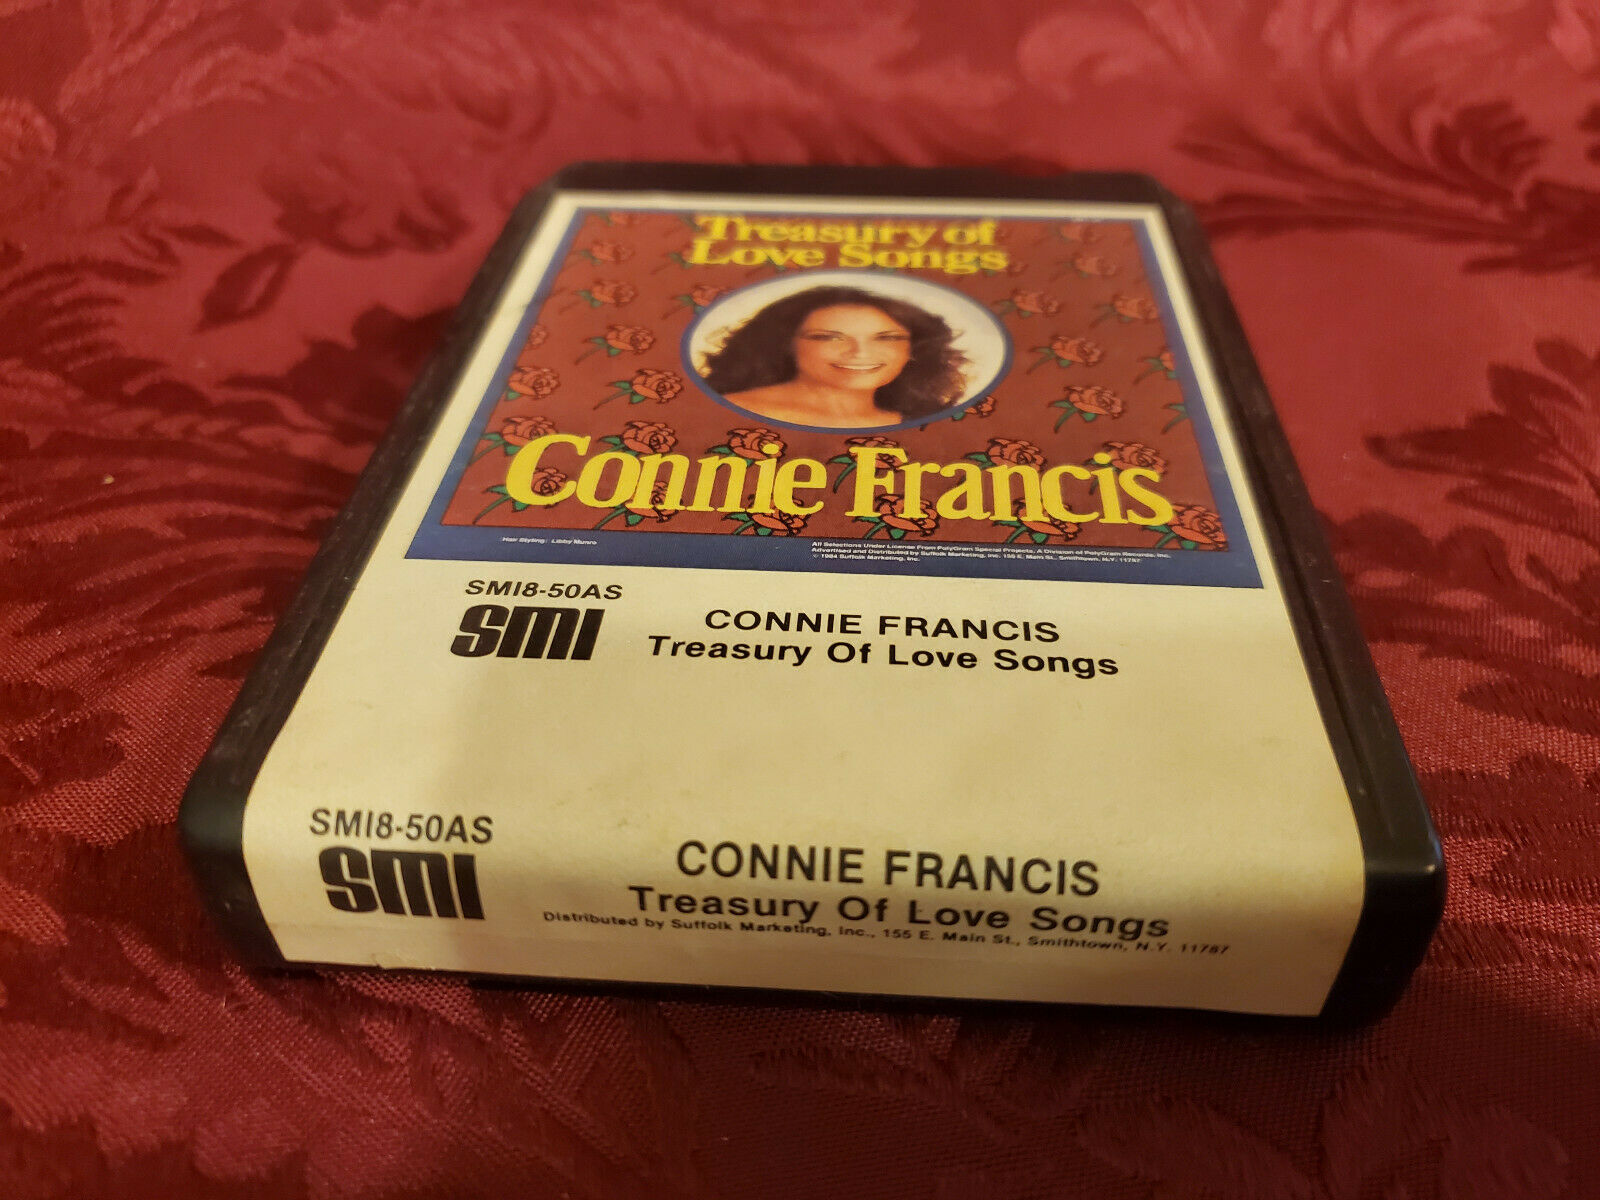 Treasury of
Love Songs
Connie Francis
Hair Styling: Libby Munro
All Selections Under License From PolyGram Special Projects, A Division of PolyGram Records, Inc.
Advertised and Distributed by Suffolk Marketing, Inc. 155 E. Main St., Smithtown, N.Y. 11787
© 1984 Suffolk Marketing, Inc.
SMI8-50AS
SMI
CONNIE FRANCIS
Treasury Of Love Songs
SMI8-50AS
SMI
CONNIE FRANCIS
Treasury Of Love Songs
Distributed by Suffolk Marketing, Inc., 155 E. Main St., Smithtown, N.Y. 11787